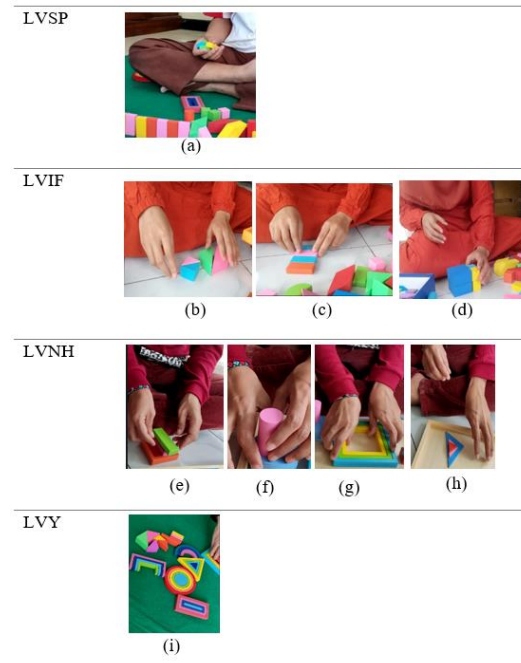 LVSP
(a)
LVIF
(b) (c) (d)
LVNH
(e) (f) (g) (h)
LVY
(i)